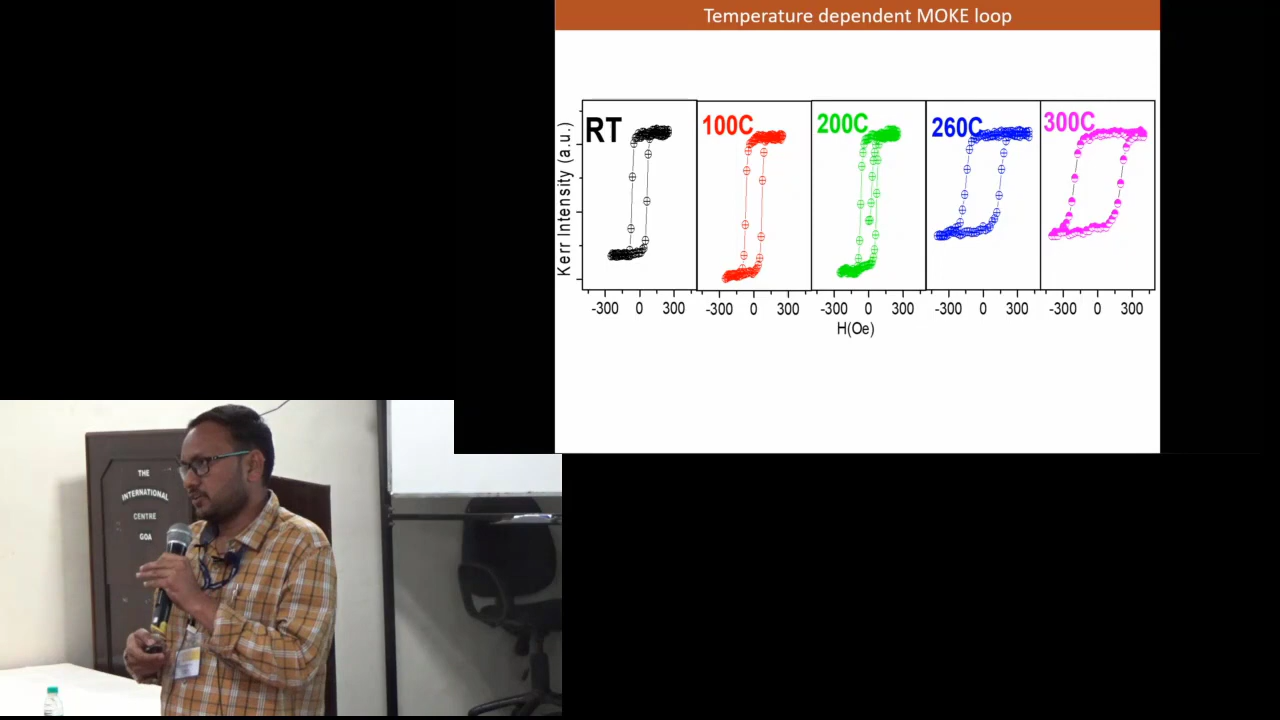 Temperature dependent MOKE loop
RT
100C
200C
260C
300C
Kerr Intensity (a.u.)
-300 0 300 -300 0 300 -300 0 300 -300 0 300 -300 0 300
H(Oe)
THE
INTERNATIONAL
CENTRE
GOA